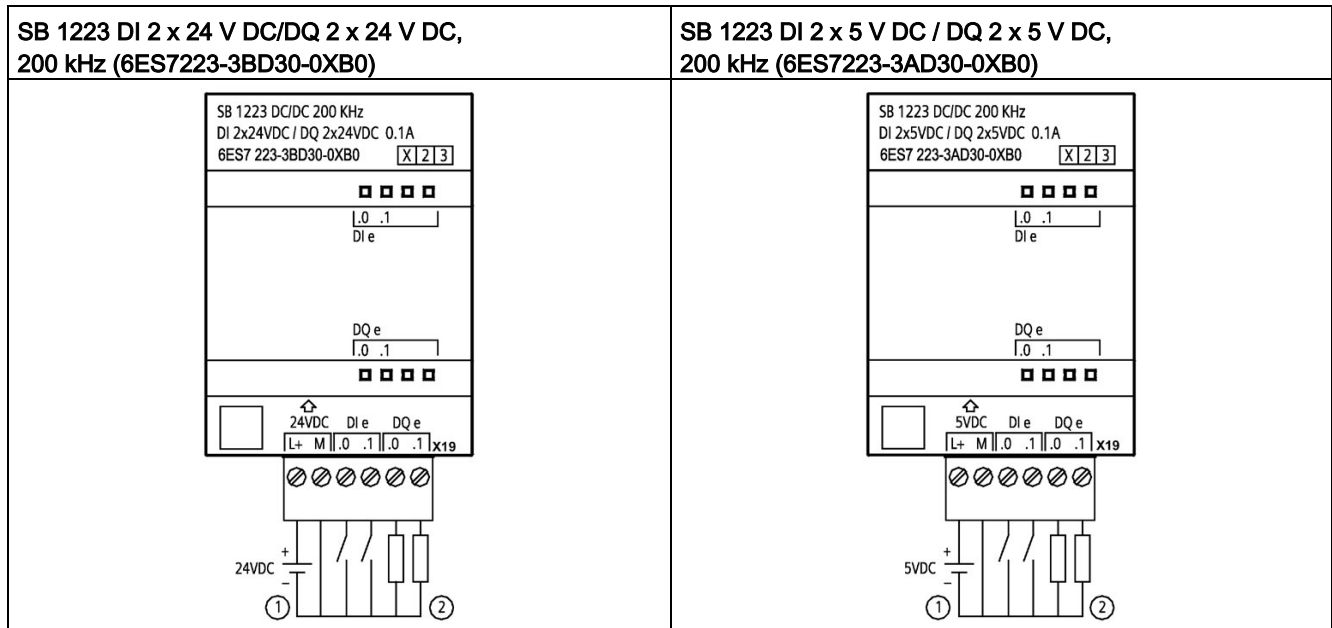 SB 1223 DI 2 x 24 V DC/DQ 2 x 24 V DC,
200 kHz (6ES7223-3BD30-0XB0)
SB 1223 DC/DC 200 KHz
DI 2x24VDC / DQ 2x24VDC 0.1A
6ES7 223-3BD30-0XB0 X 2 3
.0 .1
DI e
DQ e
.0 .1
24VDC DI e DQ e
L+ M .0 .1 .0 .1 X19
+
24VDC
−
① ②
SB 1223 DI 2 x 5 V DC / DQ 2 x 5 V DC,
200 kHz (6ES7223-3AD30-0XB0)
SB 1223 DC/DC 200 KHz
DI 2x5VDC / DQ 2x5VDC 0.1A
6ES7 223-3AD30-0XB0 X 2 3
.0 .1
DI e
DQ e
.0 .1
5VDC DI e DQ e
L+ M .0 .1 .0 .1 X19
+
5VDC
−
① ②